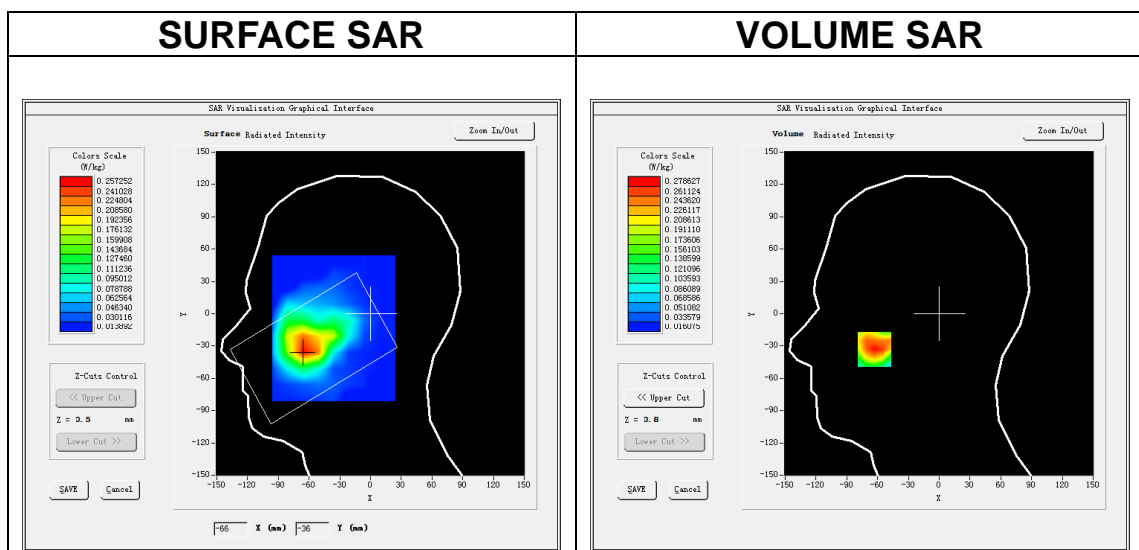 SURFACE SAR
SAR Visualisation Graphical Interface
Surface Radiated Intensity
Zoom In/Out
Colors Scale
(W/kg)
0.257252
0.241028
0.224804
0.208580
0.192356
0.176132
0.159908
0.143684
0.127460
0.111236
0.095012
0.078788
0.062564
0.046340
0.030116
0.013892
150
120
90
60
30
0
-30
-60
-90
-120
-150
Y
-150 -120 -90 -60 -30 0 30 60 90 120 150
X
Z-Cuts Control
<< Upper Cut
Z = 0.5 mm
Lower Cut >>
SAVE Cancel
-66 X (mm) -36 Y (mm)
VOLUME SAR
SAR Visualisation Graphical Interface
Volume Radiated Intensity
Zoom In/Out
Colors Scale
(W/kg)
0.278627
0.261124
0.243620
0.226117
0.208613
0.191110
0.173606
0.156103
0.138599
0.121096
0.103593
0.086089
0.068586
0.051082
0.033579
0.016075
150
120
90
60
30
0
-30
-60
-90
-120
-150
Y
-150 -120 -90 -60 -30 0 30 60 90 120 150
X
Z-Cuts Control
<< Upper Cut
Z = 0.8 mm
Lower Cut >>
SAVE Cancel